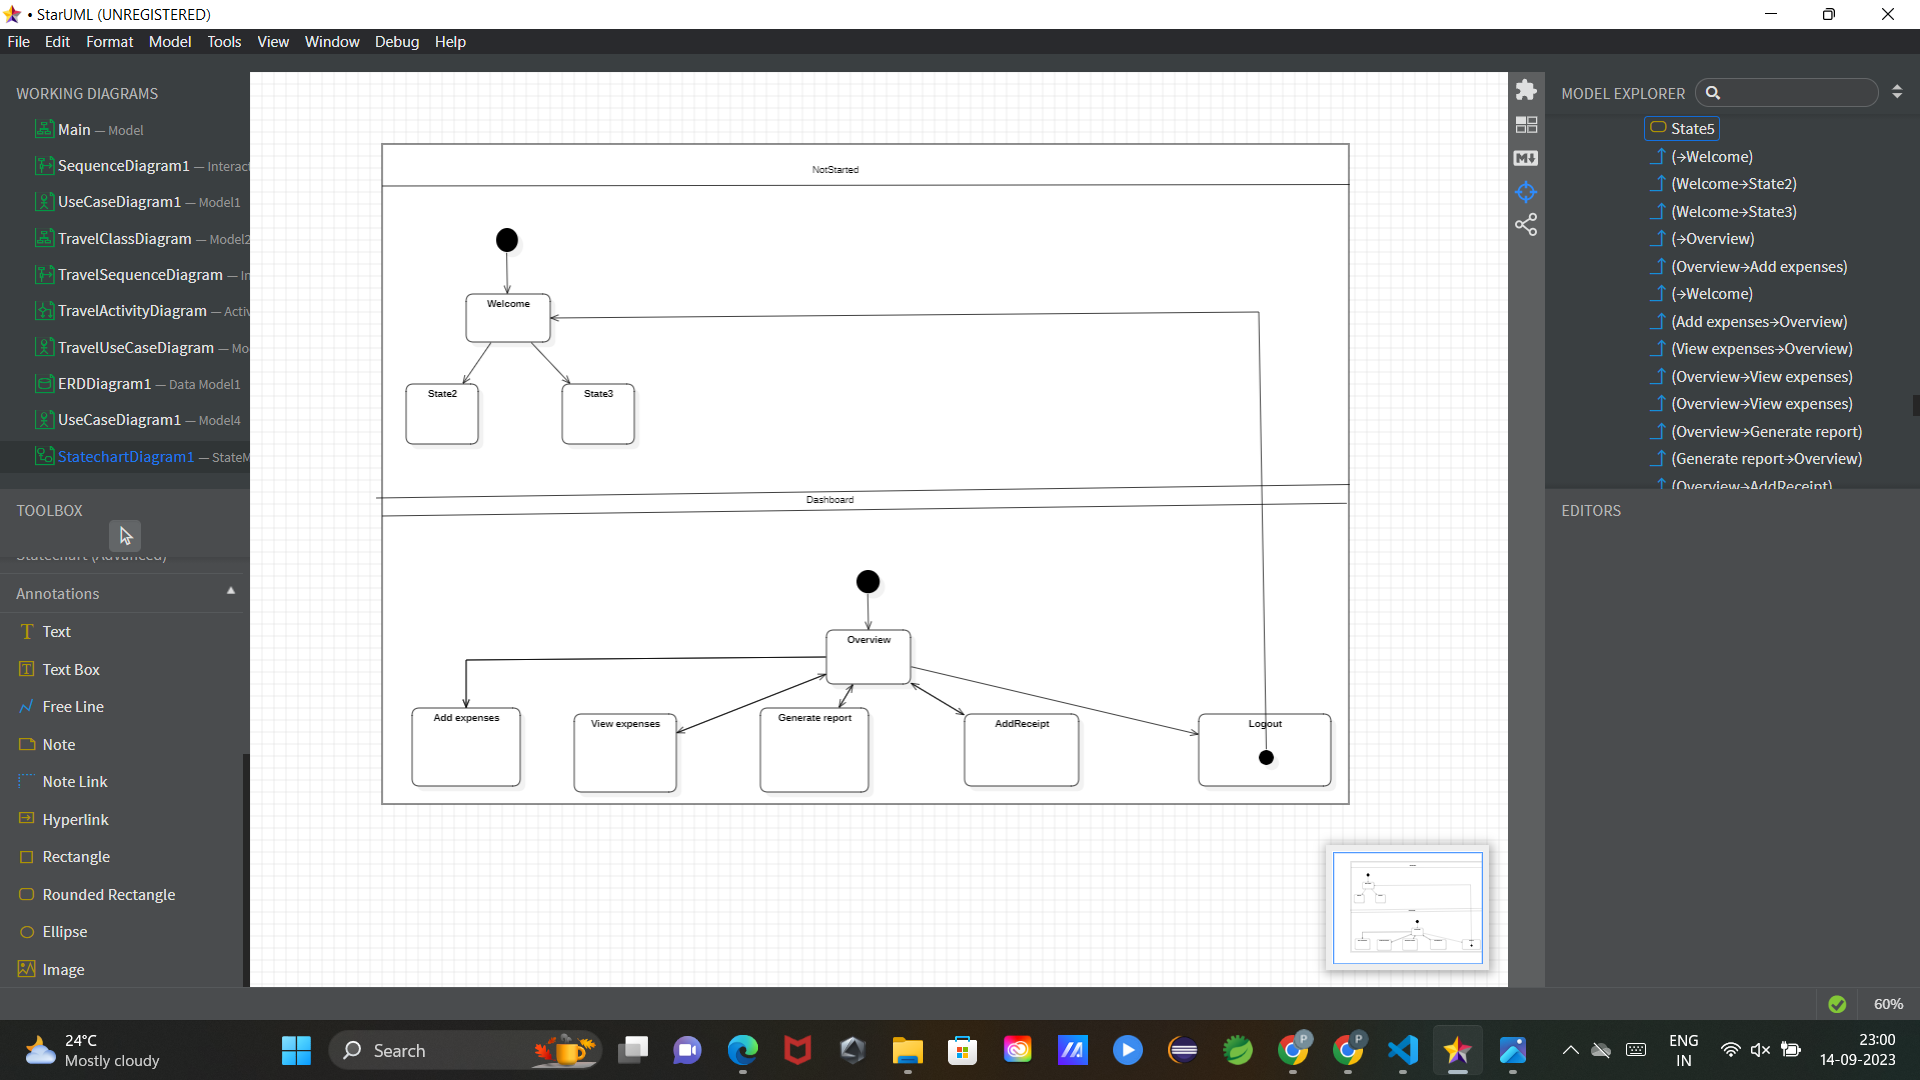 • StarUML (UNREGISTERED)
File Edit Format Model Tools View Window Debug Help
WORKING DIAGRAMS
Main — Model
SequenceDiagram1 — Interac
UseCaseDiagram1 — Model1
TravelClassDiagram — Model2
TravelSequenceDiagram — In
TravelActivityDiagram — Activ
TravelUseCaseDiagram — Mo
ERDDiagram1 — Data Model1
UseCaseDiagram1 — Model4
StatechartDiagram1 — StateM
TOOLBOX
Statechart (Advanced)
Annotations
Text
Text Box
Free Line
Note
Note Link
Hyperlink
Rectangle
Rounded Rectangle
Ellipse
Image
NotStarted
Welcome
State2
State3
Dashboard
Overview
Add expenses
View expenses
Generate report
AddReceipt
Logout
MODEL EXPLORER
State5
(→Welcome)
(Welcome→State2)
(Welcome→State3)
(→Overview)
(Overview→Add expenses)
(→Welcome)
(Add expenses→Overview)
(View expenses→Overview)
(Overview→View expenses)
(Overview→View expenses)
(Overview→Generate report)
(Generate report→Overview)
(Overview→AddReceipt)
EDITORS
60%
24°C
Mostly cloudy
Search
ENG
IN
23:00
14-09-2023